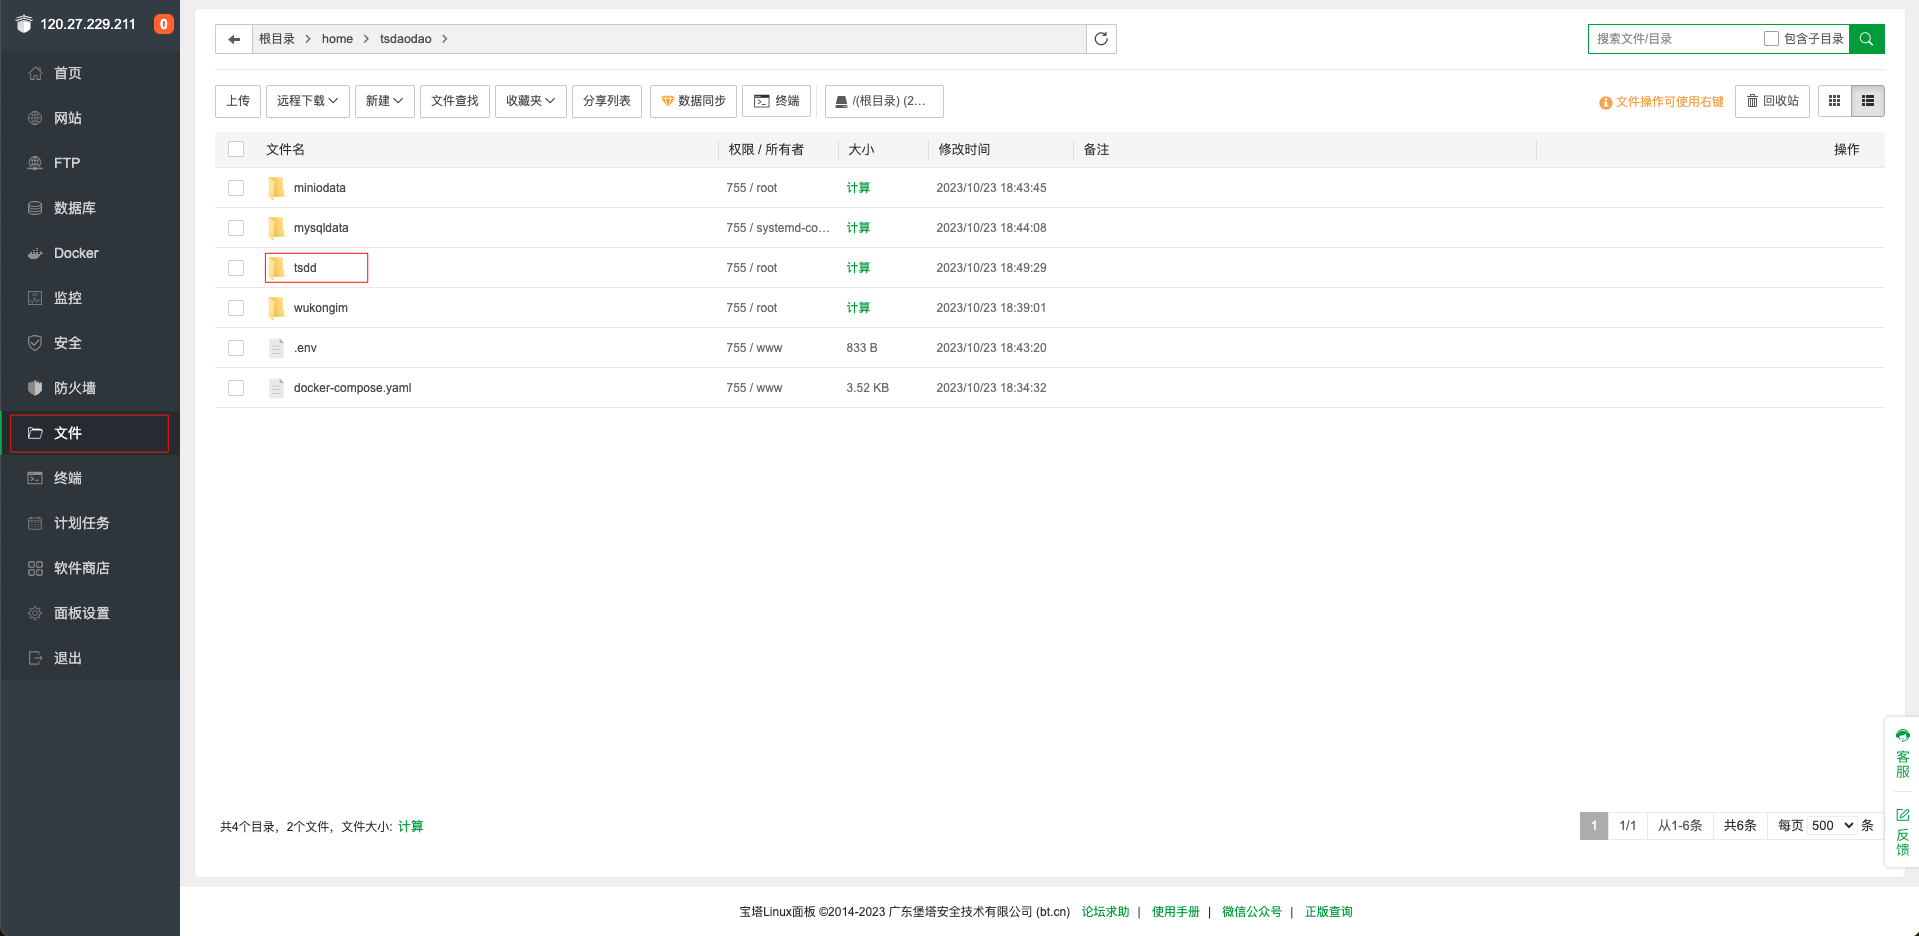 120.27.229.211 0
首页
网站
FTP
数据库
Docker
监控
安全
防火墙
文件
终端
计划任务
软件商店
面板设置
退出
根目录 home tsdaodao
搜索文件/目录 包含子目录
上传 远程下载 新建 文件查找 收藏夹 分享列表 数据同步 终端 /(根目录) (2...
文件操作可使用右键 回收站
文件名 权限 / 所有者 大小 修改时间 备注 操作
miniodata 755 / root 计算 2023/10/23 18:43:45
mysqldata 755 / systemd-co... 计算 2023/10/23 18:44:08
tsdd 755 / root 计算 2023/10/23 18:49:29
wukongim 755 / root 计算 2023/10/23 18:39:01
.env 755 / www 833 B 2023/10/23 18:43:20
docker-compose.yaml 755 / www 3.52 KB 2023/10/23 18:34:32
共4个目录，2个文件，文件大小: 计算
1 1/1 从1-6条 共6条 每页 500 条
客服
反馈
宝塔Linux面板 ©2014-2023 广东堡塔安全技术有限公司 (bt.cn) 论坛求助 | 使用手册 | 微信公众号 | 正版查询